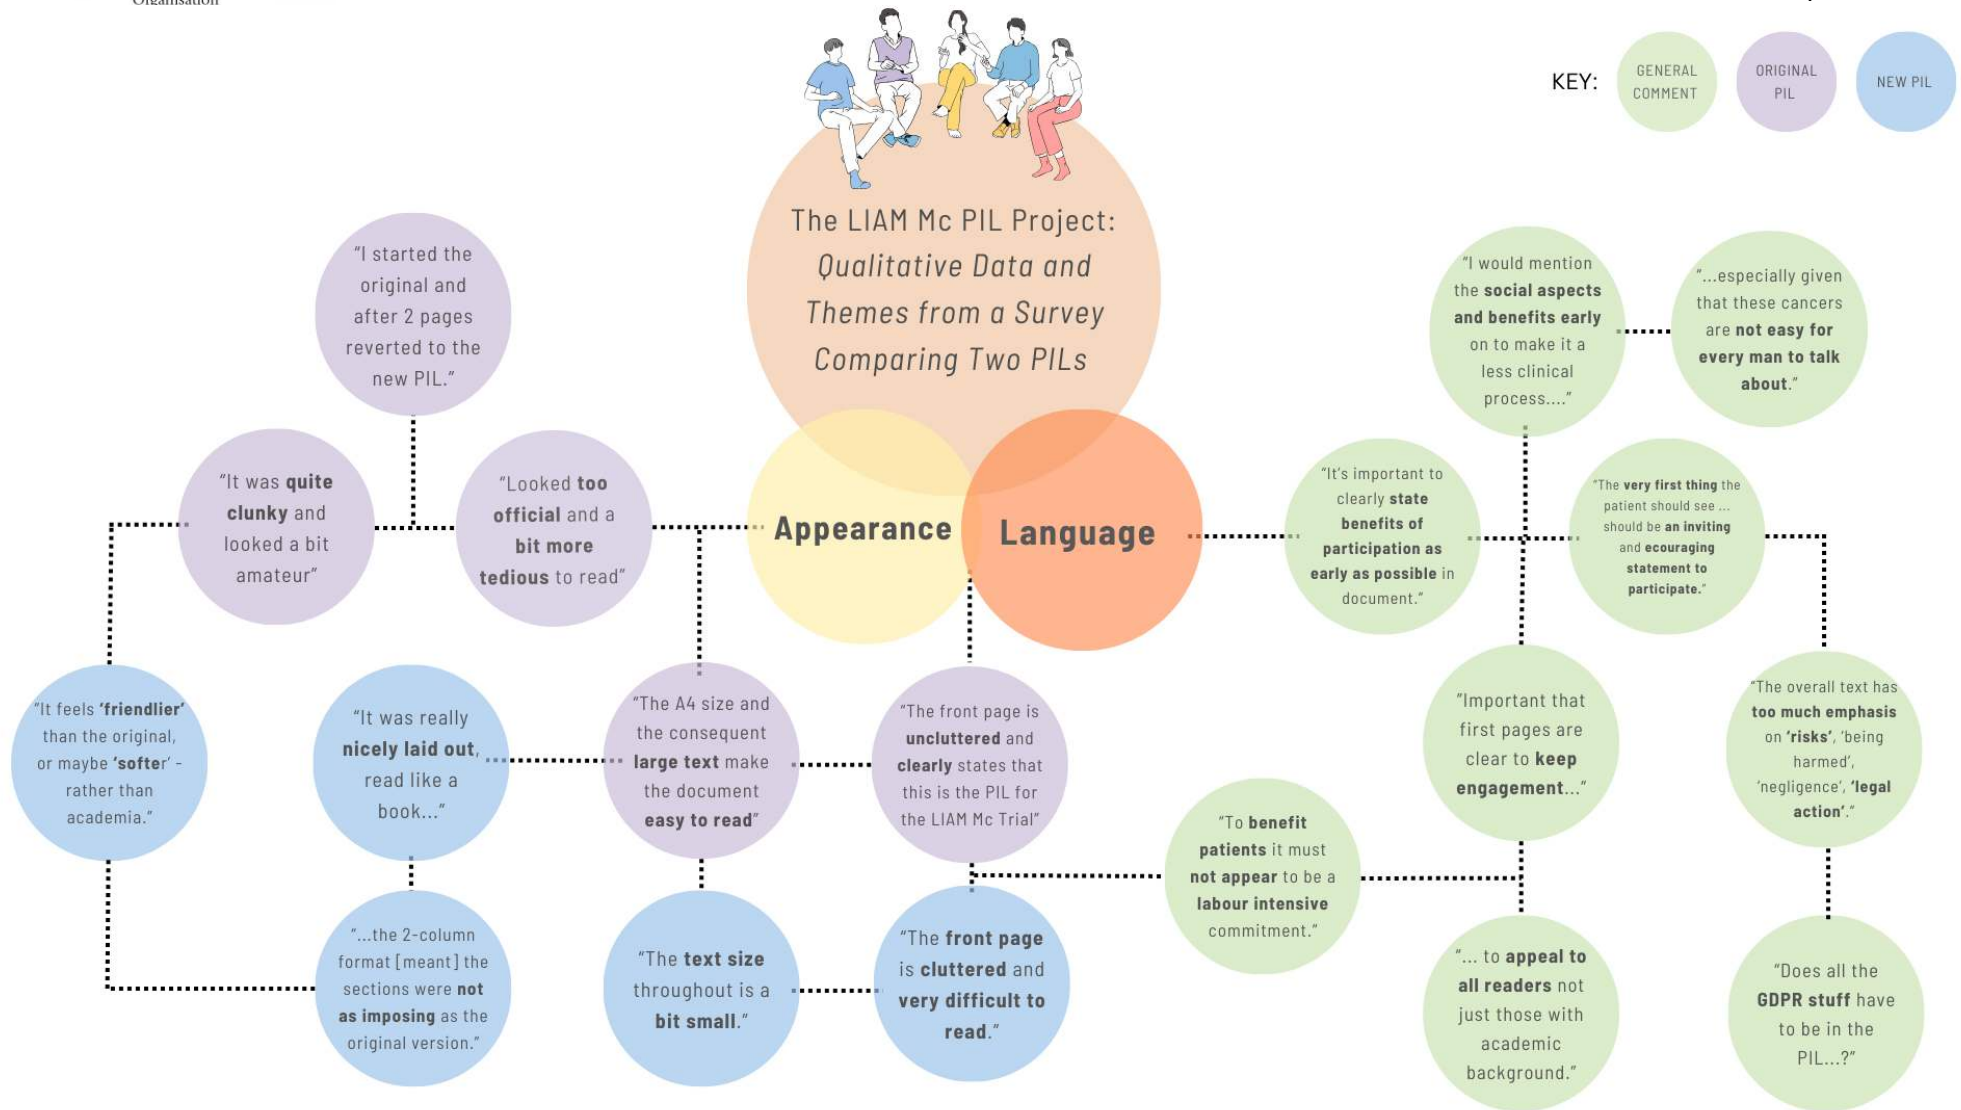 Organisation
KEY:
GENERAL
COMMENT
ORIGINAL
PIL
NEW PIL
The LIAM Mc PIL Project:
Qualitative Data and
Themes from a Survey
Comparing Two PILs
Appearance
Language
“I started the
original and
after 2 pages
reverted to the
new PIL.”
“It was quite
clunky and
looked a bit
amateur”
“Looked too
official and a
bit more
tedious to read”
“It feels ‘friendlier’
than the original,
or maybe ‘softer’ -
rather than
academia.”
“It was really
nicely laid out,
read like a
book...”
“The A4 size and
the consequent
large text make
the document
easy to read”
“The front page is
uncluttered and
clearly states that
this is the PIL for
the LIAM Mc Trial”
“...the 2-column
format [meant] the
sections were not
as imposing as the
original version.”
“The text size
throughout is a
bit small.”
“The front page
is cluttered and
very difficult to
read.”
“I would mention
the social aspects
and benefits early
on to make it a
less clinical
process....”
“...especially given
that these cancers
are not easy for
every man to talk
about.”
“It’s important to
clearly state
benefits of
participation as
early as possible in
document.”
“The very first thing the
patient should see ...
should be an inviting
and ecouraging
statement to
participate.”
“Important that
first pages are
clear to keep
engagement...”
“The overall text has
too much emphasis
on ‘risks’, ‘being
harmed’,
‘negligence’, ‘legal
action’.”
“To benefit
patients it must
not appear to be a
labour intensive
commitment.”
“... to appeal to
all readers not
just those with
academic
background.”
“Does all the
GDPR stuff have
to be in the
PIL...?”